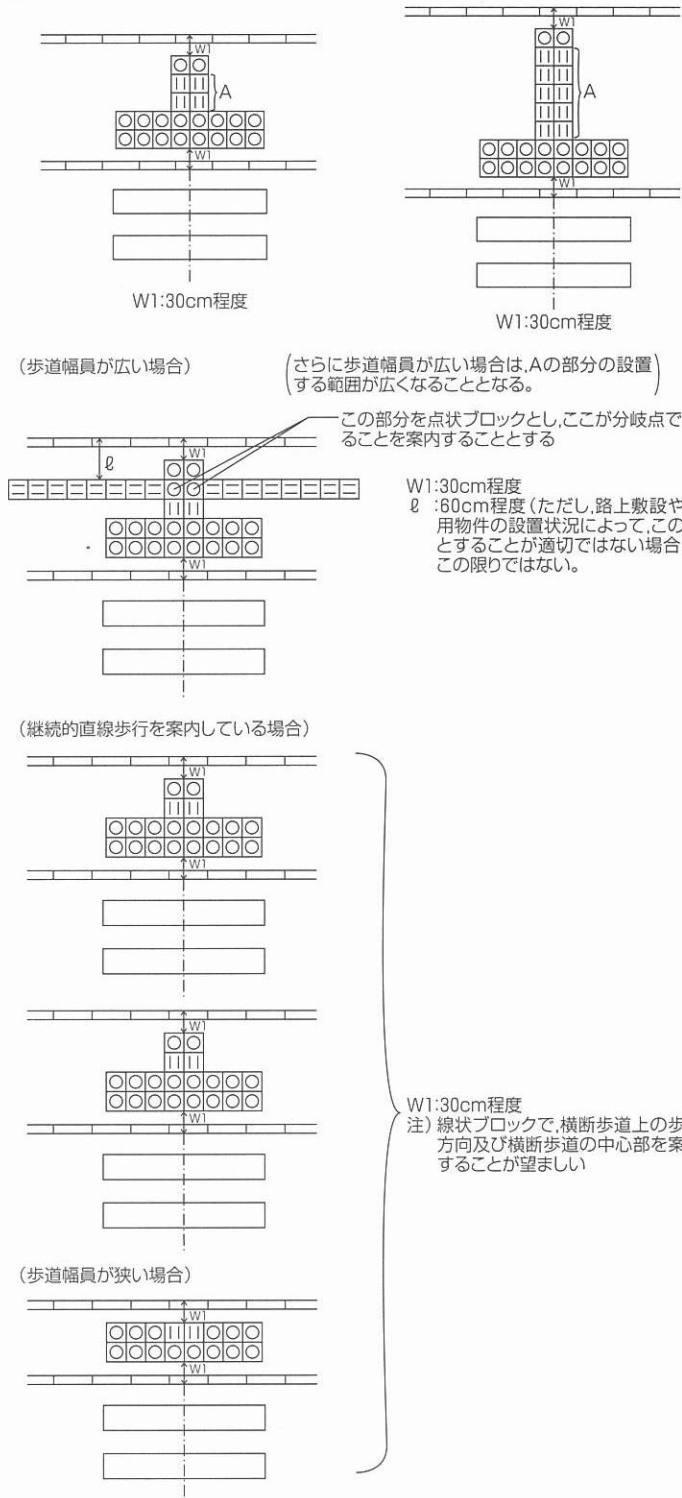 W1
W1
A
A
W1
W1
W1:30cm程度
W1:30cm程度
(歩道幅員が広い場合)
(さらに歩道幅員が広い場合は,Aの部分の設置
する範囲が広くなることとなる。)
この部分を点状ブロックとし,ここが分岐点で
ることを案内することとする
W1
ℓ
W1:30cm程度
ℓ:60cm程度(ただし,路上敷設や
用物件の設置状況によって,この
とすることが適切ではない場合
この限りではない。
W1
(継続的直線歩行を案内している場合)
W1
W1
W1
W1
W1:30cm程度
注)線状ブロックで,横断歩道上の歩
方向及び横断歩道の中心部を案
することが望ましい
(歩道幅員が狭い場合)
W1
W1